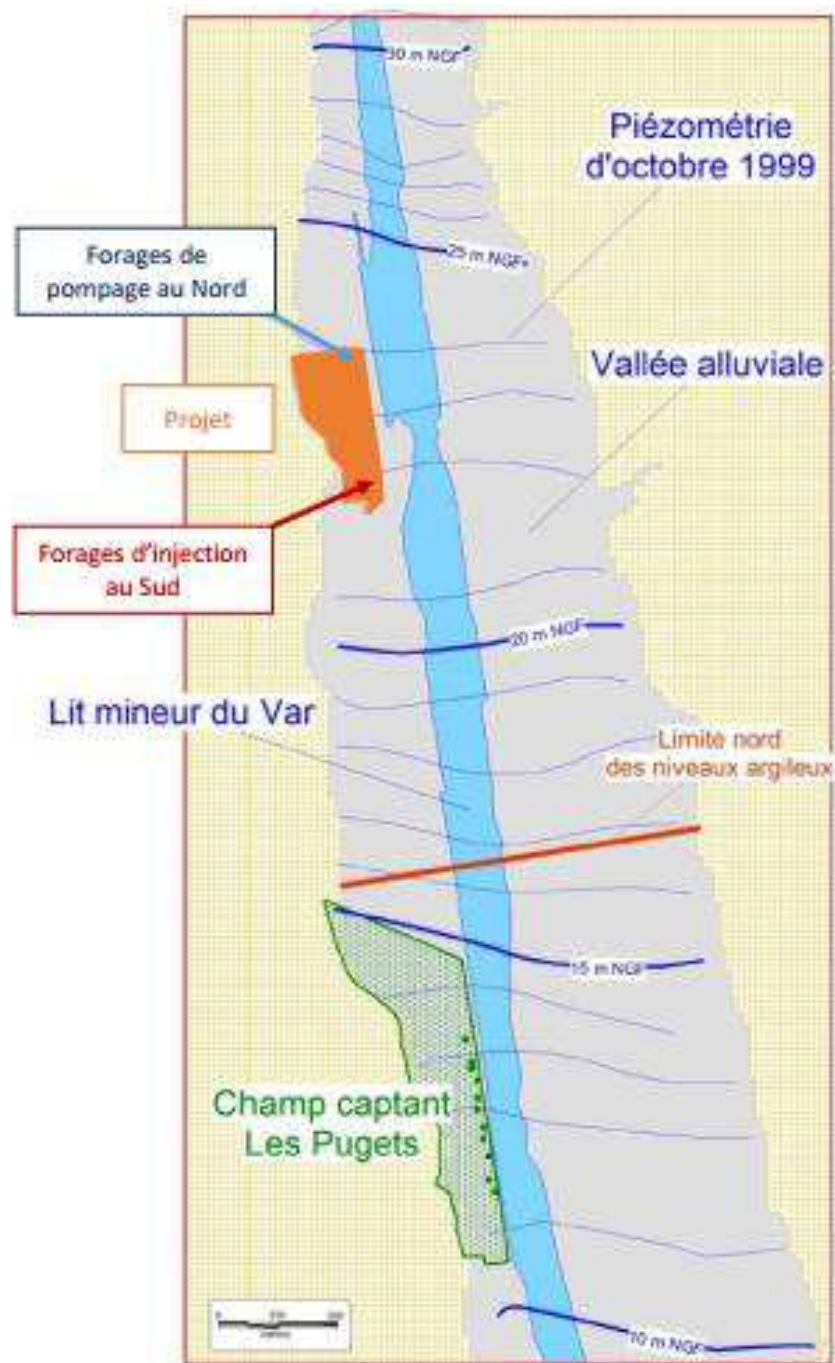 30 m NGF
Piézométrie
d'octobre 1999
Forages de
pompage au Nord
25 m NGF
Vallée alluviale
Projet
Forages d'injection
au Sud
20 m NGF
Lit mineur du Var
Limite nord
des niveaux argileux
15 m NGF
Champ captant
Les Pugets
0
10 m NGF